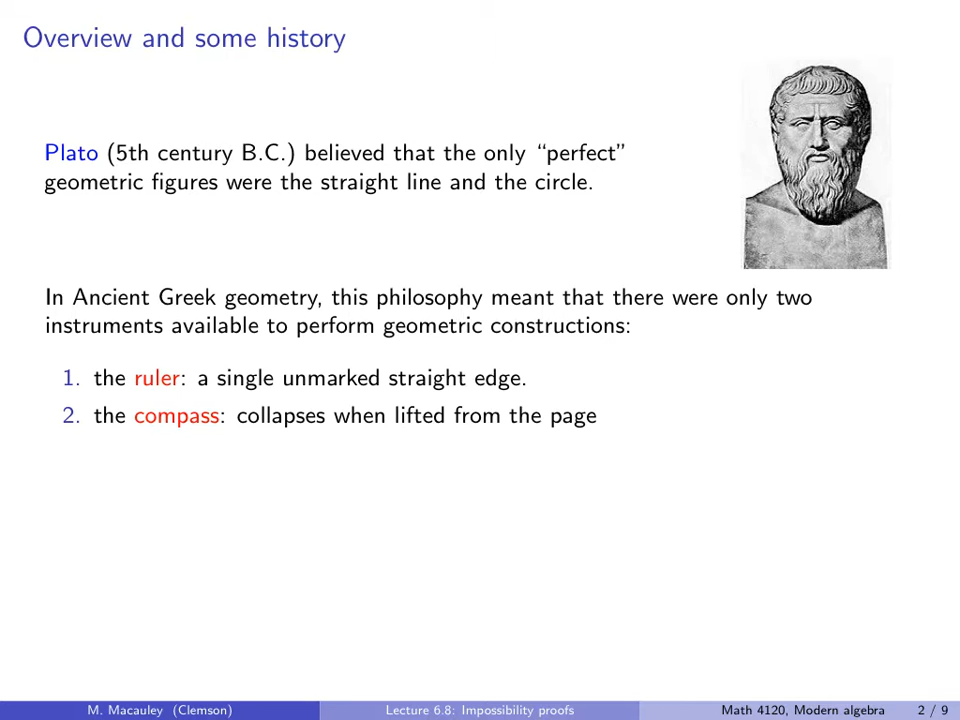 Overview and some history
Plato (5th century B.C.) believed that the only “perfect”
geometric figures were the straight line and the circle.
In Ancient Greek geometry, this philosophy meant that there were only two
instruments available to perform geometric constructions:
1. the ruler: a single unmarked straight edge.
2. the compass: collapses when lifted from the page
M. Macauley (Clemson) Lecture 6.8: Impossibility proofs Math 4120, Modern algebra 2 / 9